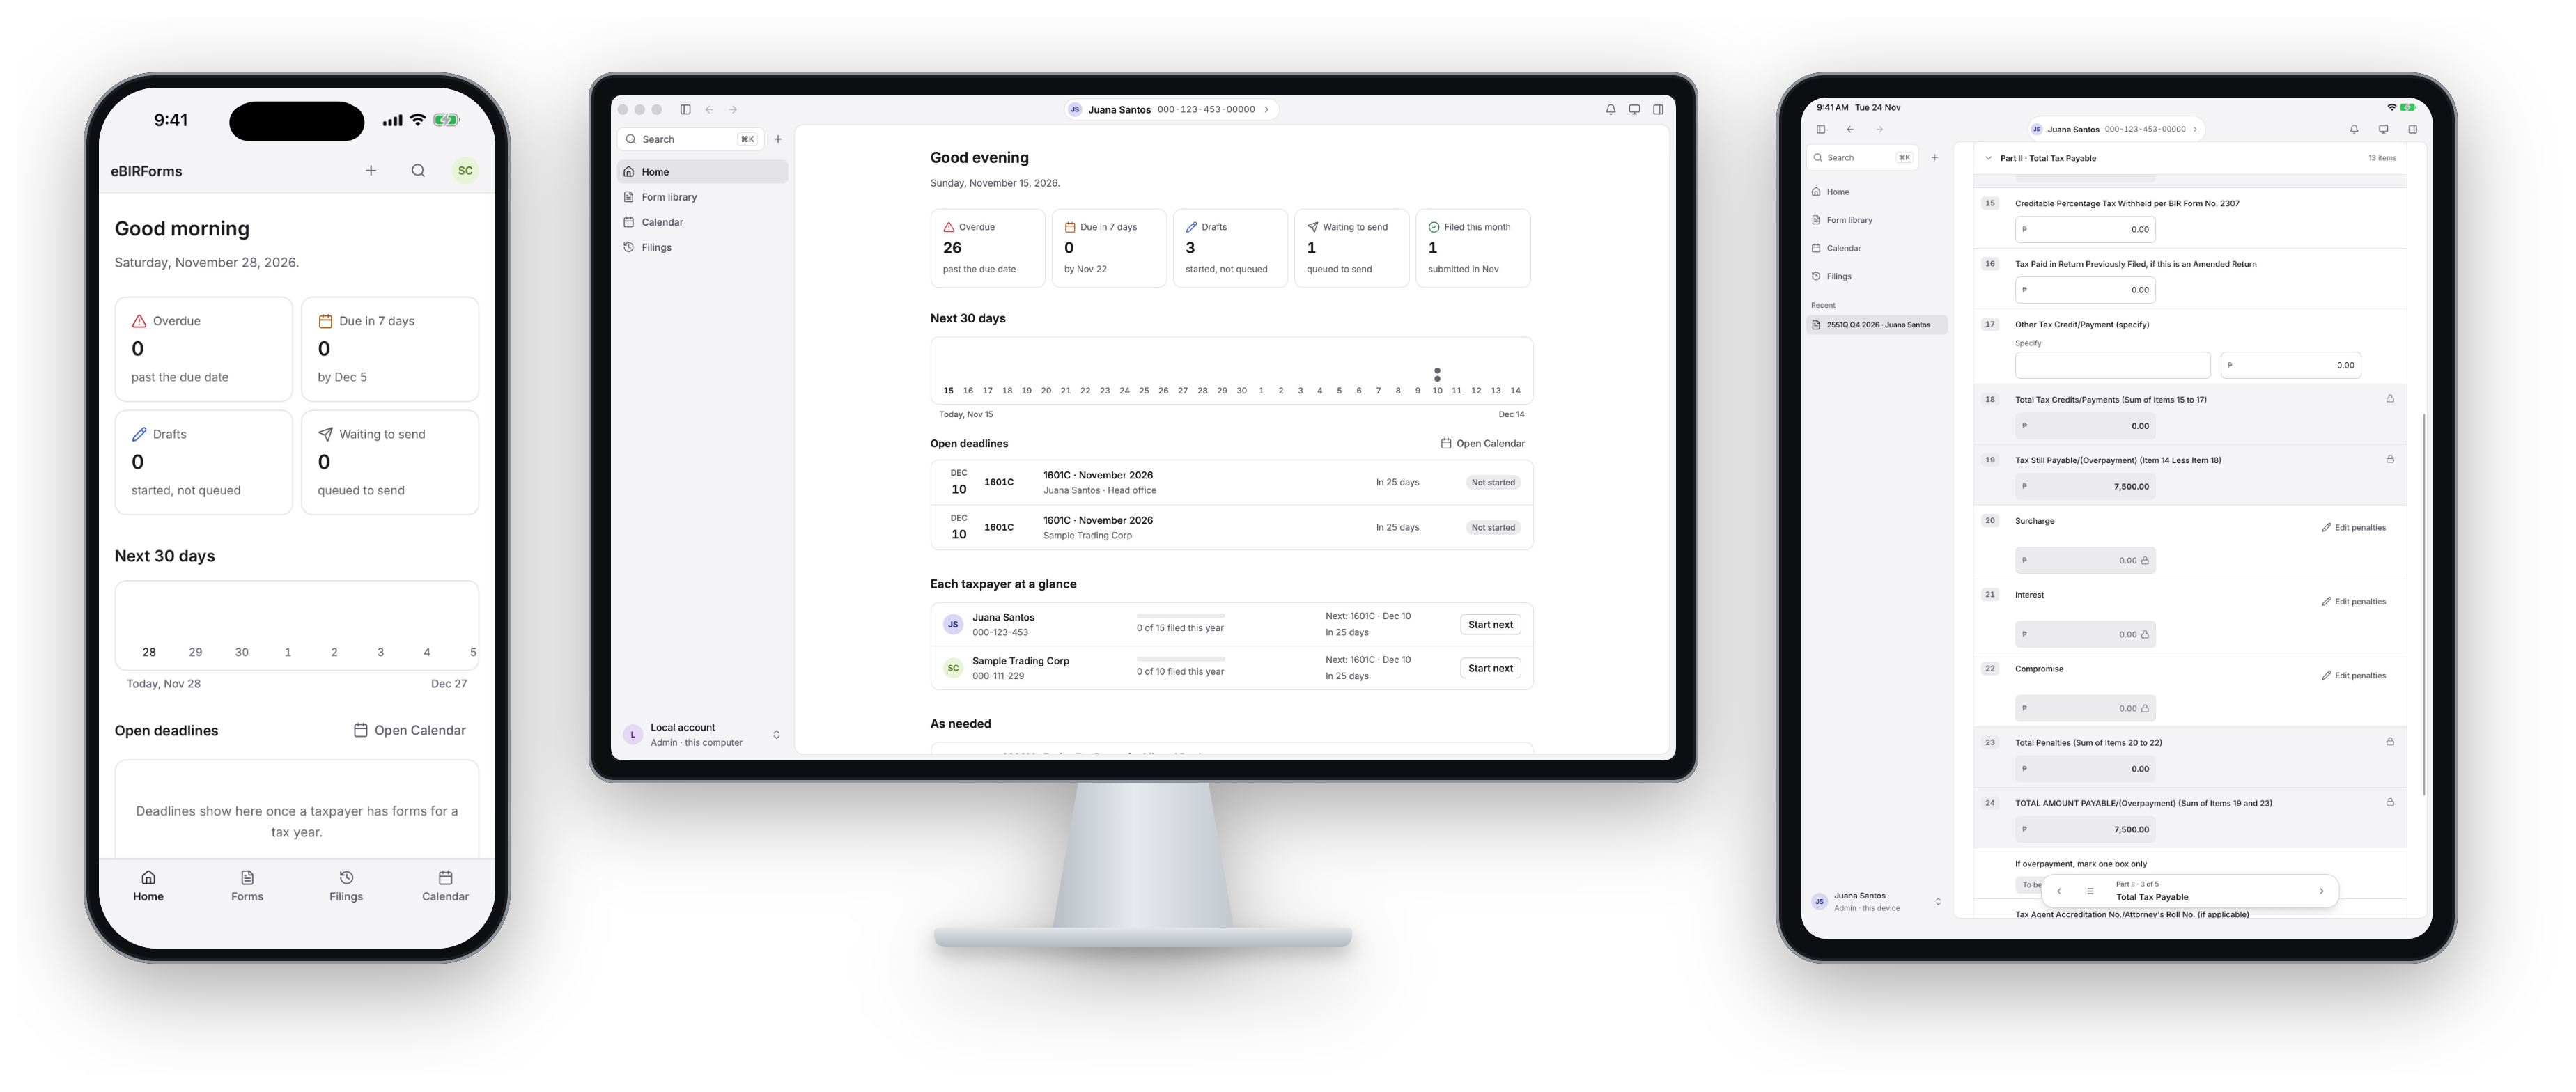 9:41
eBIRForms
SC
Good morning
Saturday, November 28, 2026.
Overdue
0
past the due date
Due in 7 days
0
by Dec 5
Drafts
0
started, not queued
Waiting to send
0
queued to send
Next 30 days
28 29 30 1 2 3 4 5
Today, Nov 28
Dec 27
Open deadlines
Open Calendar
Deadlines show here once a taxpayer has forms for a
tax year.
Home
Forms
Filings
Calendar
JS Juana Santos 000-123-453-00000
Search ⌘K
Home
Form library
Calendar
Filings
L
Local account
Admin · this computer
Good evening
Sunday, November 15, 2026.
Overdue
26
past the due date
Due in 7 days
0
by Nov 22
Drafts
3
started, not queued
Waiting to send
1
queued to send
Filed this month
1
submitted in Nov
Next 30 days
15 16 17 18 19 20 21 22 23 24 25 26 27 28 29 30 1 2 3 4 5 6 7 8 9 10 11 12 13 14
Today, Nov 15
Dec 14
Open deadlines
Open Calendar
DEC
10
1601C
1601C · November 2026
Juana Santos · Head office
In 25 days
Not started
DEC
10
1601C
1601C · November 2026
Sample Trading Corp
In 25 days
Not started
Each taxpayer at a glance
JS
Juana Santos
000-123-453
0 of 15 filed this year
Next: 1601C · Dec 10
In 25 days
Start next
SC
Sample Trading Corp
000-111-229
0 of 10 filed this year
Next: 1601C · Dec 10
In 25 days
Start next
As needed
9:41 AM Tue 24 Nov
JS Juana Santos 000-123-453-00000
Search ⌘K
Home
Form library
Calendar
Filings
Recent
2551Q Q4 2026 · Juana Santos
JS
Juana Santos
Admin · this device
Part II · Total Tax Payable
13 items
15 Creditable Percentage Tax Withheld per BIR Form No. 2307
₱ 0.00
16 Tax Paid in Return Previously Filed, if this is an Amended Return
₱ 0.00
17 Other Tax Credit/Payment (specify)
Specify
₱ 0.00
18 Total Tax Credits/Payments (Sum of Items 15 to 17)
₱ 0.00
19 Tax Still Payable/(Overpayment) (Item 14 Less Item 18)
₱ 7,500.00
20 Surcharge
Edit penalties
₱ 0.00
21 Interest
Edit penalties
₱ 0.00
22 Compromise
Edit penalties
₱ 0.00
23 Total Penalties (Sum of Items 20 to 22)
₱ 0.00
24 TOTAL AMOUNT PAYABLE/(Overpayment) (Sum of Items 19 and 23)
₱ 7,500.00
If overpayment, mark one box only
To be
Part II · 3 of 5
Total Tax Payable
Tax Agent Accreditation No./Attorney's Roll No. (if applicable)